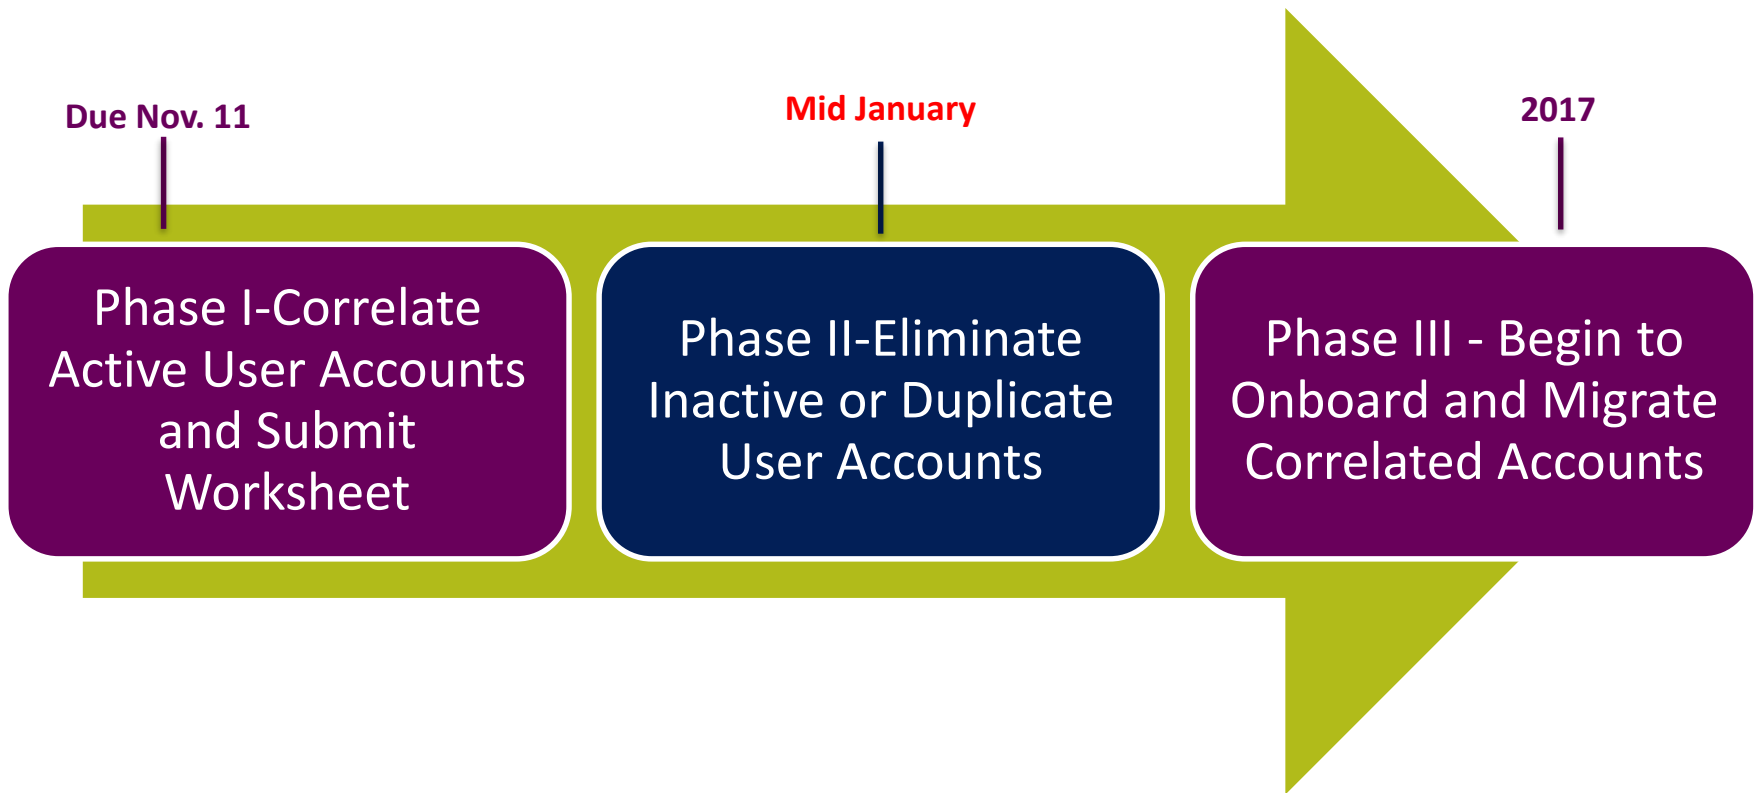 Due Nov. 11
Mid January
2017
Phase I-Correlate
Active User Accounts
and Submit
Worksheet
Phase II-Eliminate
Inactive or Duplicate
User Accounts
Phase III - Begin to
Onboard and Migrate
Correlated Accounts